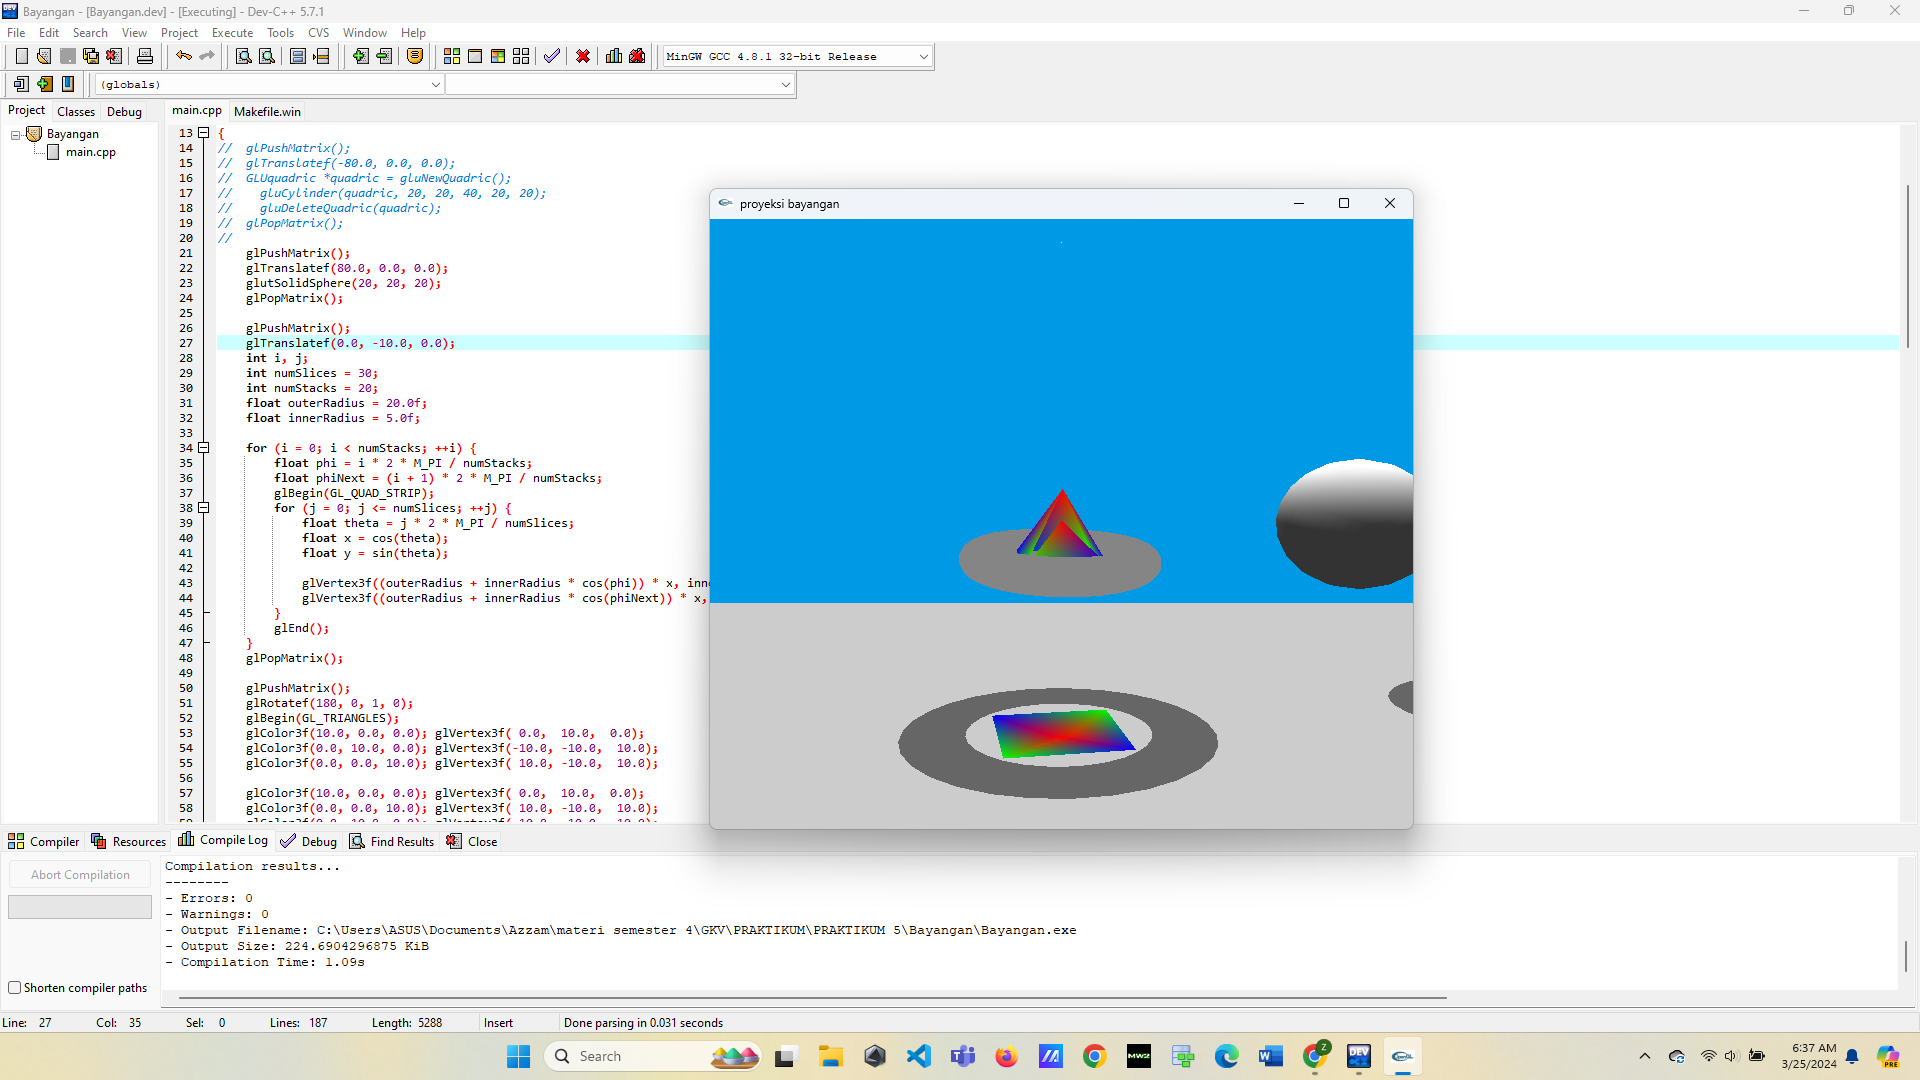 Bayangan - [Bayangan.dev] - [Executing] - Dev-C++ 5.7.1
File Edit Search View Project Execute Tools CVS Window Help
MinGW GCC 4.8.1 32-bit Release
(globals)
Project Classes Debug
main.cpp Makefile.win
Bayangan
main.cpp
13 {
14 // glPushMatrix();
15 // glTranslatef(-80.0, 0.0, 0.0);
16 // GLUquadric *quadric = gluNewQuadric();
17 // gluCylinder(quadric, 20, 20, 40, 20, 20);
18 // gluDeleteQuadric(quadric);
19 // glPopMatrix();
20 //
21 glPushMatrix();
22 glTranslatef(80.0, 0.0, 0.0);
23 glutSolidSphere(20, 20, 20);
24 glPopMatrix();
25
26 glPushMatrix();
27 glTranslatef(0.0, -10.0, 0.0);
28 int i, j;
29 int numSlices = 30;
30 int numStacks = 20;
31 float outerRadius = 20.0f;
32 float innerRadius = 5.0f;
33
34 for (i = 0; i < numStacks; ++i) {
35 float phi = i * 2 * M_PI / numStacks;
36 float phiNext = (i + 1) * 2 * M_PI / numStacks;
37 glBegin(GL_QUAD_STRIP);
38 for (j = 0; j <= numSlices; ++j) {
39 float theta = j * 2 * M_PI / numSlices;
40 float x = cos(theta);
41 float y = sin(theta);
42
43 glVertex3f((outerRadius + innerRadius * cos(phi)) * x, inn
44 glVertex3f((outerRadius + innerRadius * cos(phiNext)) * x,
45 }
46 glEnd();
47 }
48 glPopMatrix();
49
50 glPushMatrix();
51 glRotatef(180, 0, 1, 0);
52 glBegin(GL_TRIANGLES);
53 glColor3f(10.0, 0.0, 0.0); glVertex3f( 0.0, 10.0, 0.0);
54 glColor3f(0.0, 10.0, 0.0); glVertex3f(-10.0, -10.0, 10.0);
55 glColor3f(0.0, 0.0, 10.0); glVertex3f( 10.0, -10.0, 10.0);
56
57 glColor3f(10.0, 0.0, 0.0); glVertex3f( 0.0, 10.0, 0.0);
58 glColor3f(0.0, 0.0, 10.0); glVertex3f( 10.0, -10.0, 10.0);
proyeksi bayangan
Compiler Resources Compile Log Debug Find Results Close
Abort Compilation
Shorten compiler paths
Compilation results...
--------
- Errors: 0
- Warnings: 0
- Output Filename: C:\Users\ASUS\Documents\Azzam\materi semester 4\GKV\PRAKTIKUM\PRAKTIKUM 5\Bayangan\Bayangan.exe
- Output Size: 224.6904296875 KiB
- Compilation Time: 1.09s
Line: 27 Col: 35 Sel: 0 Lines: 187 Length: 5288 Insert Done parsing in 0.031 seconds
Search
6:37 AM
3/25/2024